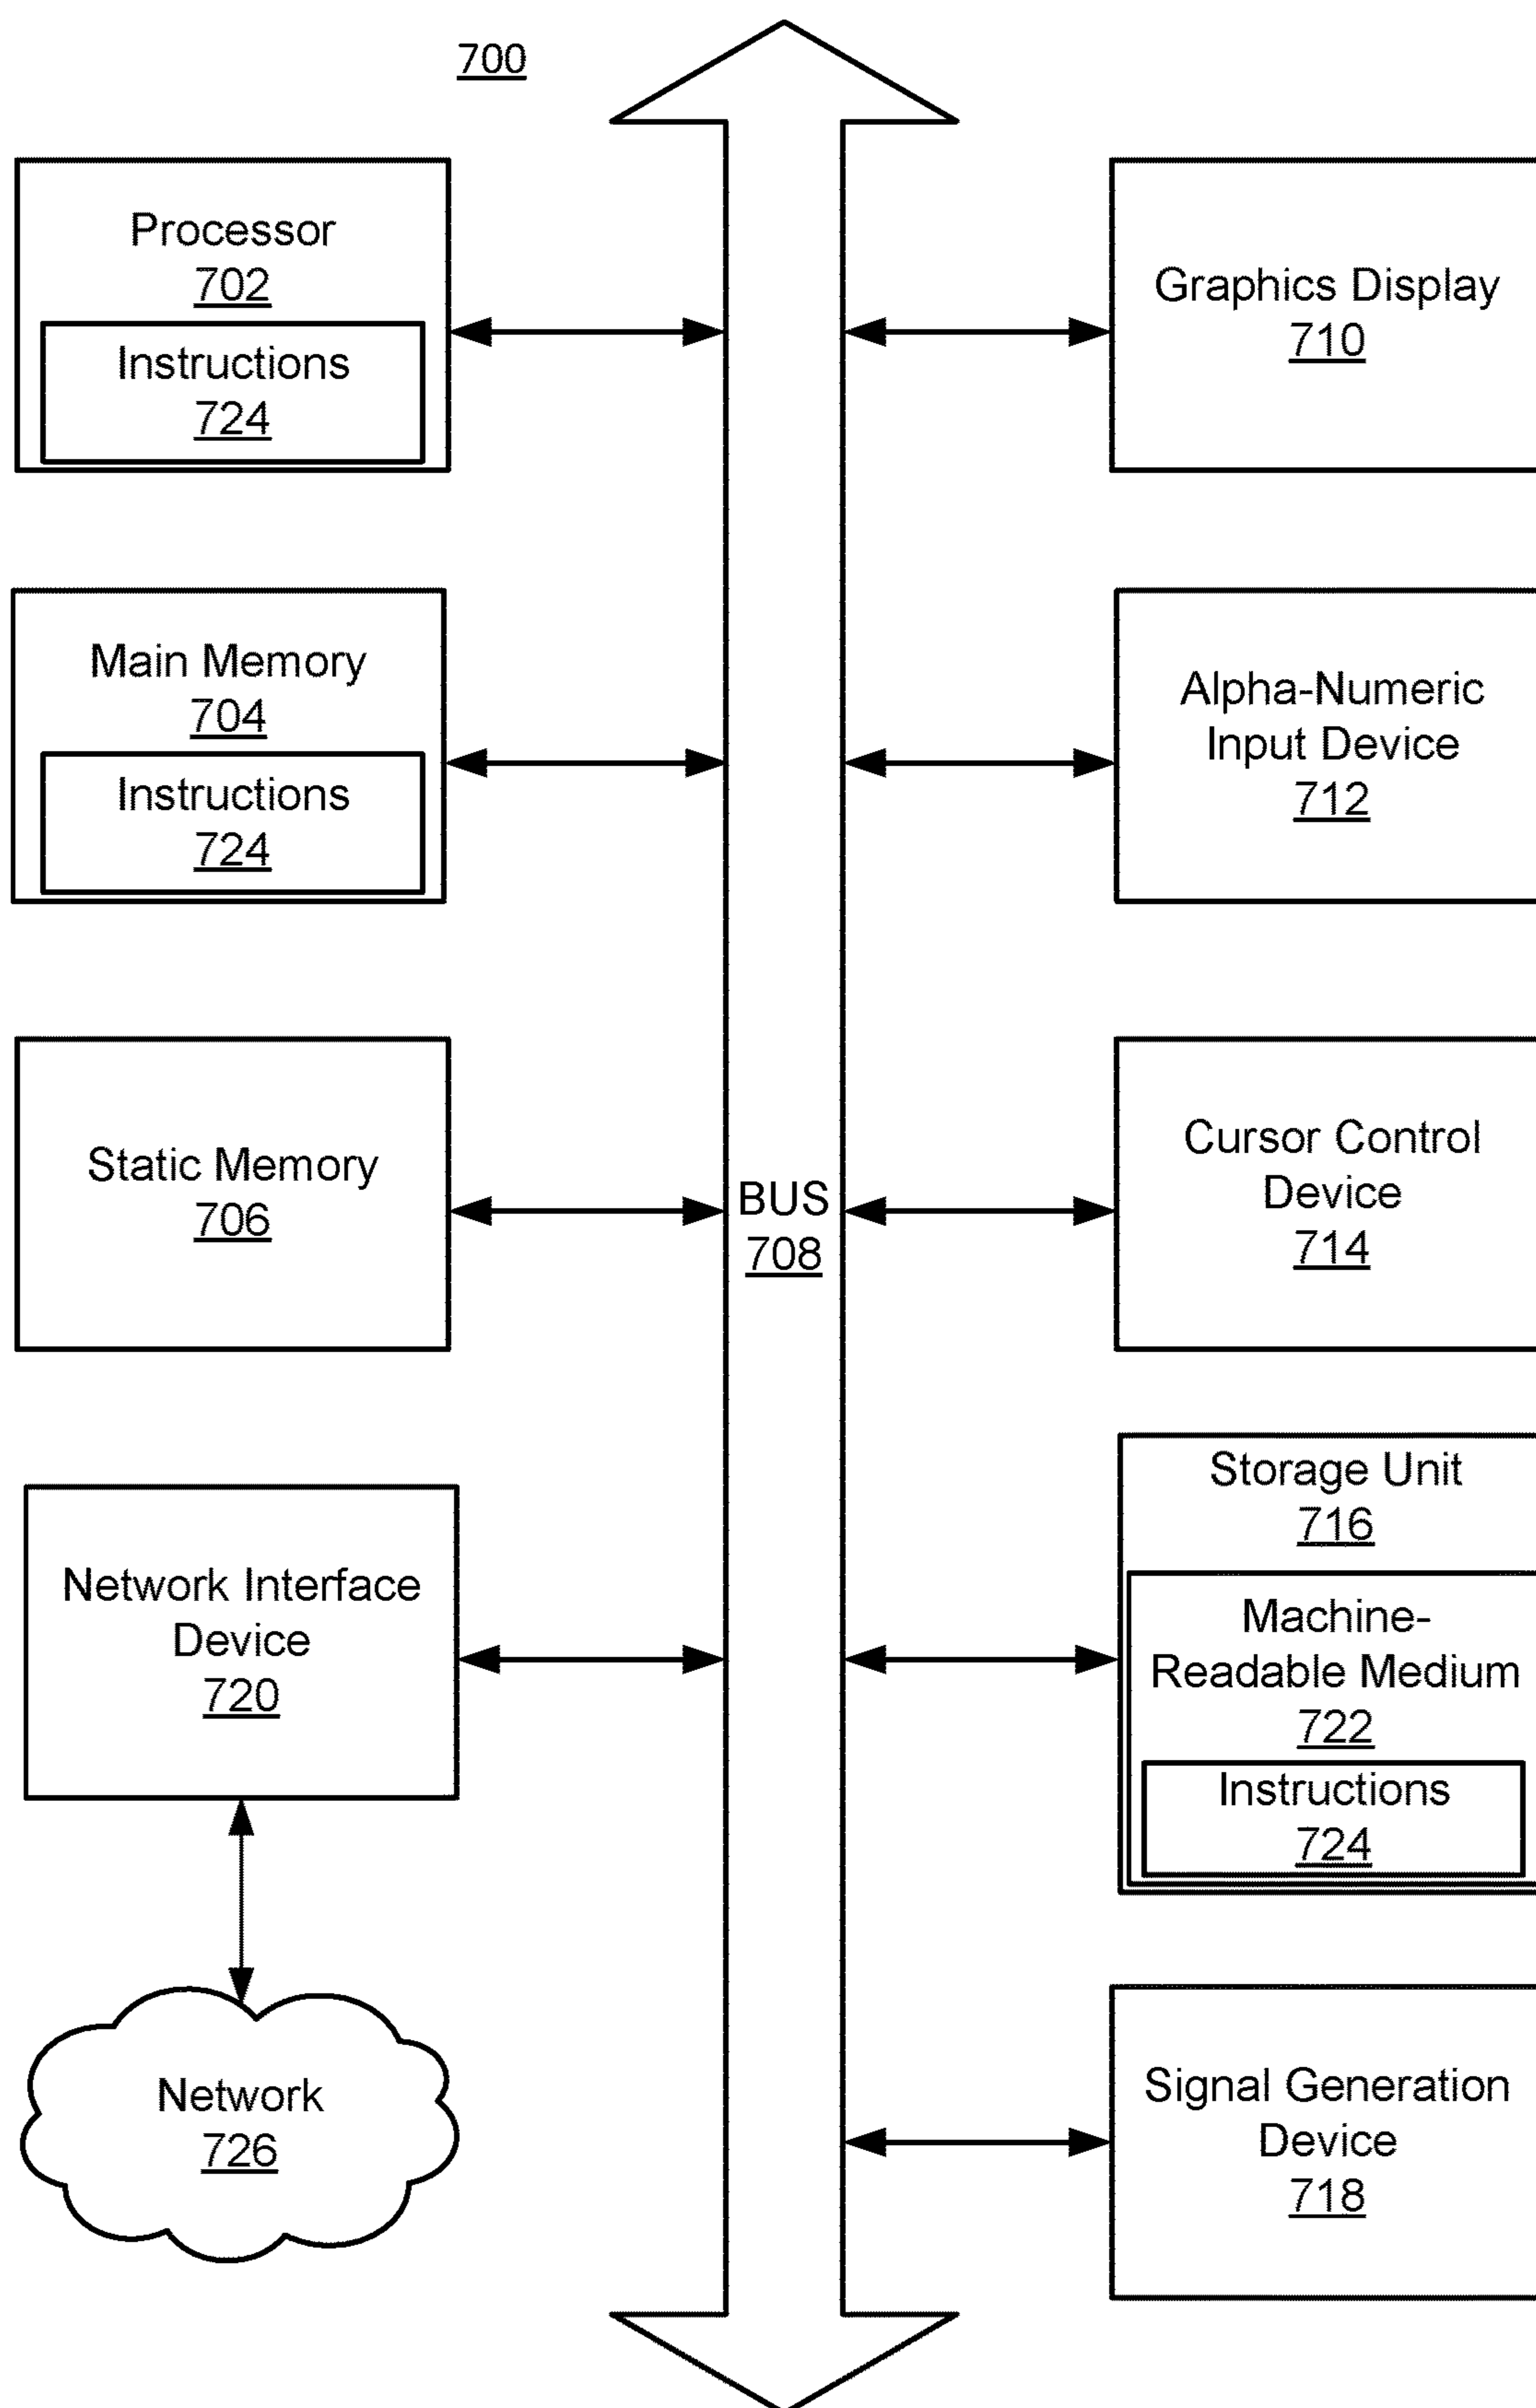 700
Processor
702
Instructions
724
Main Memory
704
Instructions
724
Static Memory
706
Network Interface
Device
720
Network
726
BUS
708
Graphics Display
710
Alpha-Numeric
Input Device
712
Cursor Control
Device
714
Storage Unit
716
Machine-
Readable Medium
722
Instructions
724
Signal Generation
Device
718